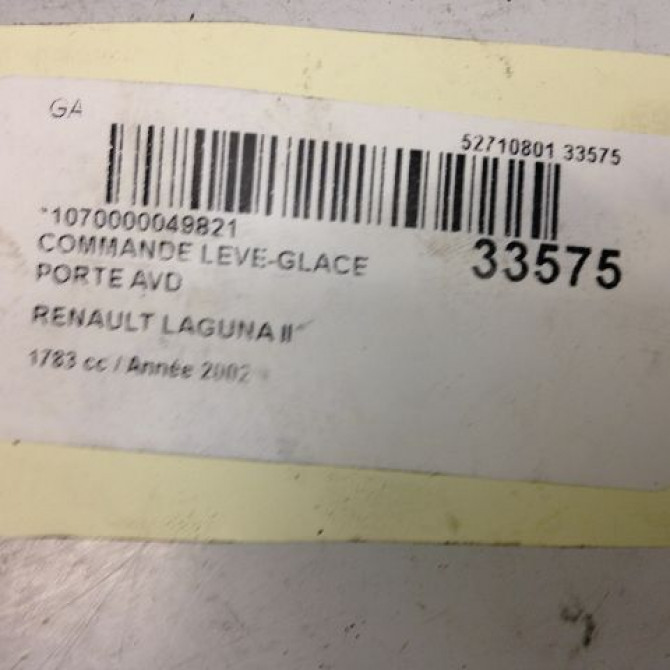 GA
52710801 33575
*1070000049821
33575
COMMANDE LEVE-GLACE
PORTE AVD
RENAULT LAGUNA II
1783 cc / Année 2002